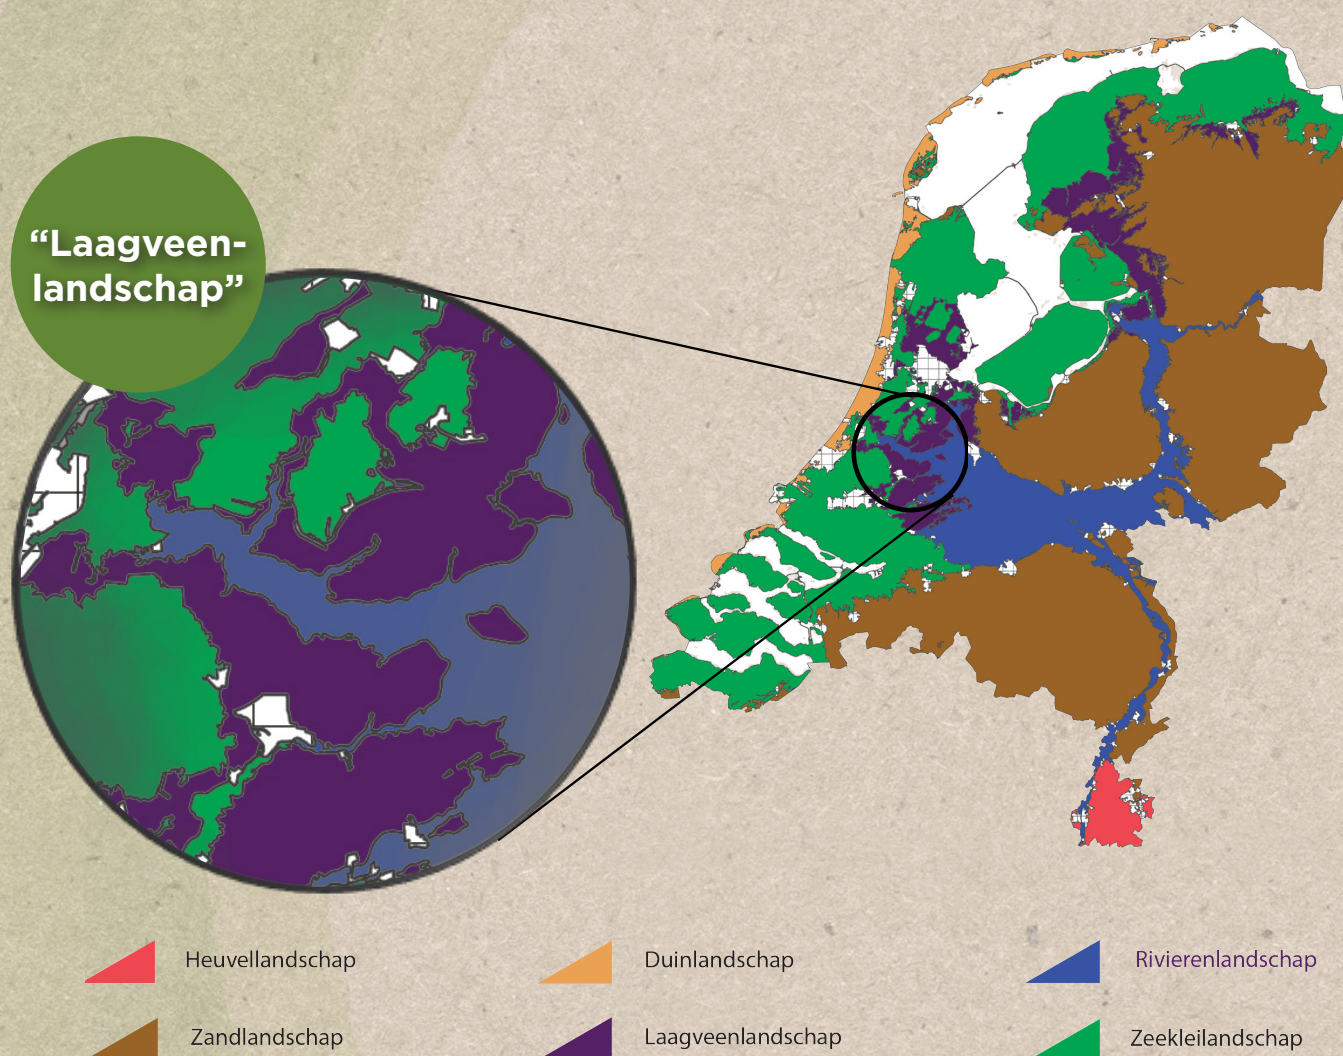 “Laagveen-
landschap”
Heuvellandschap
Duinlandschap
Rivierenlandschap
Zandlandschap
Laagveenlandschap
Zeekleilandschap